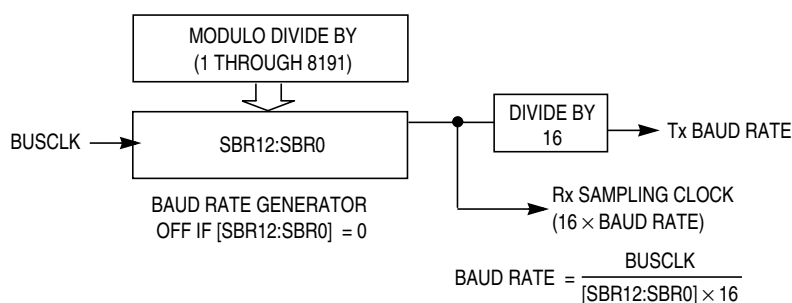 MODULO DIVIDE BY
(1 THROUGH 8191)
BUSCLK
SBR12:SBR0
DIVIDE BY
16
Tx BAUD RATE
BAUD RATE GENERATOR
OFF IF [SBR12:SBR0] = 0
Rx SAMPLING CLOCK
(16 × BAUD RATE)
BAUD RATE =
BUSCLK
[SBR12:SBR0] × 16